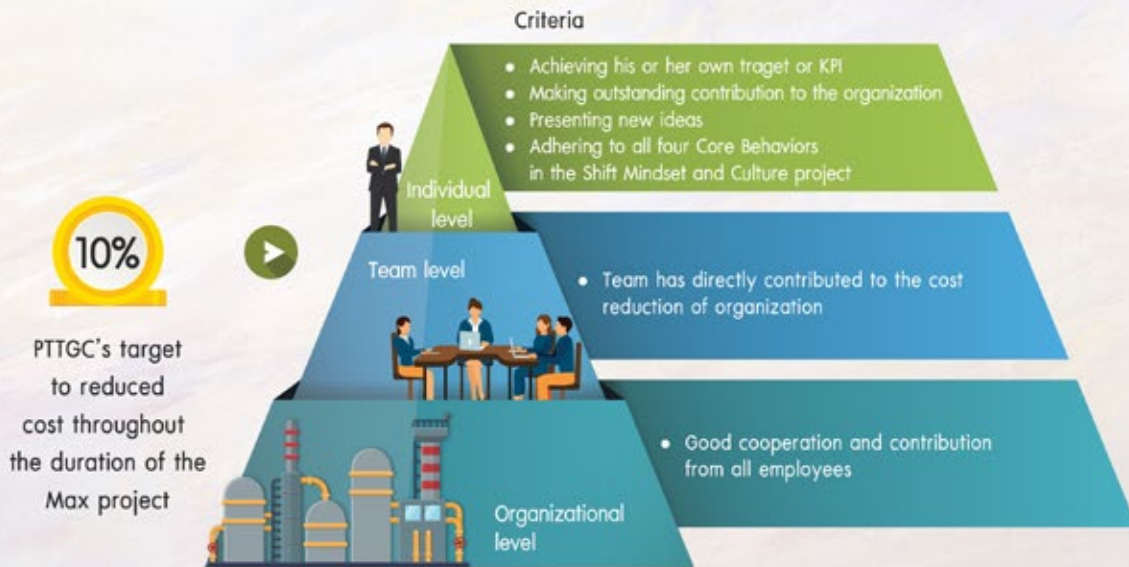 Criteria
• Achieving his or her own traget or KPI
• Making outstanding contribution to the organization
• Presenting new ideas
• Adhering to all four Core Behaviors
in the Shift Mindset and Culture project
Individual
level
10%
PTTGC's target
to reduced
cost throughout
the duration of the
Max project
Team level
• Team has directly contributed to the cost
reduction of organization
• Good cooperation and contribution
from all employees
Organizational
level